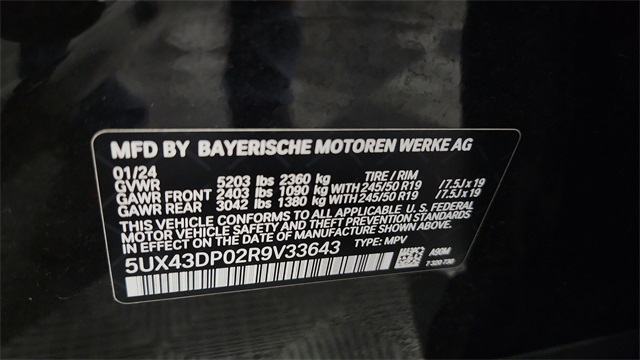 MFD BY BAYERISCHE MOTOREN WERKE AG
01/24 TIRE / RIM
GVWR 5203 lbs 2360 kg
GAWR FRONT 2403 lbs 1090 kg WITH 245/50 R19 / 7.5J x 19
GAWR REAR 3042 lbs 1380 kg WITH 245/50 R19 / 7.5J x 19
THIS VEHICLE CONFORMS TO ALL APPLICABLE U. S. FEDERAL
MOTOR VEHICLE SAFETY AND THEFT PREVENTION STANDARDS
IN EFFECT ON THE DATE OF MANUFACTURE SHOWN ABOVE.
5UX43DP02R9V33643 TYPE: MPV
A90M